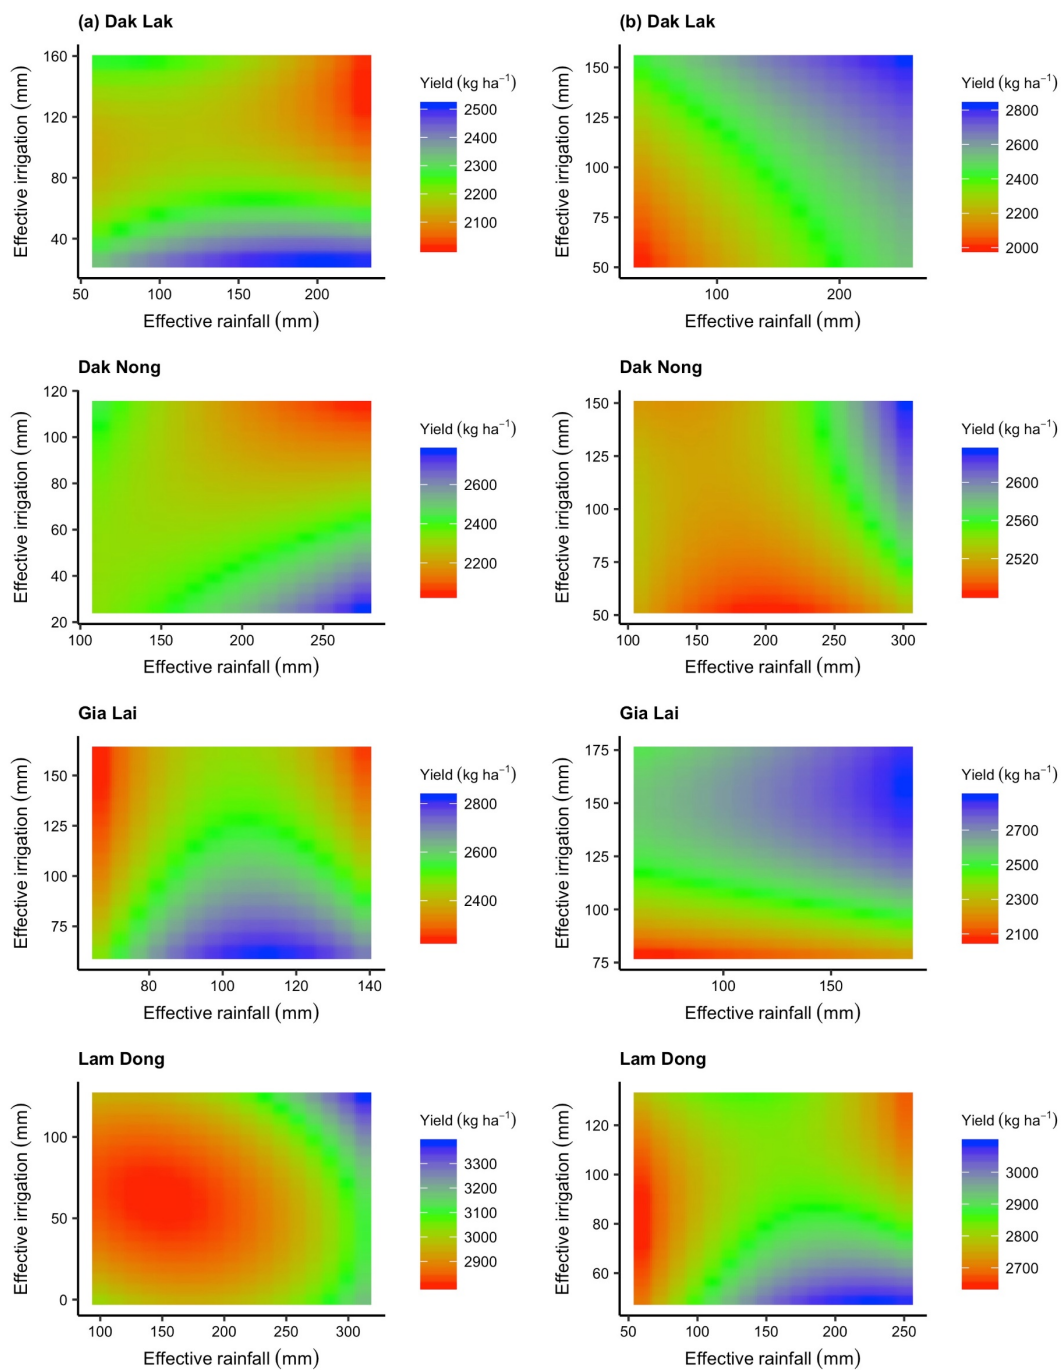 (a) Dak Lak
Effective irrigation (mm)
160
120
80
40
50 100 150 200
Effective rainfall (mm)
Yield (kg ha⁻¹)
2500
2400
2300
2200
2100
(b) Dak Lak
Effective irrigation (mm)
150
125
100
75
50
100 200
Effective rainfall (mm)
Yield (kg ha⁻¹)
2800
2600
2400
2200
2000
Dak Nong
Effective irrigation (mm)
120
100
80
60
40
20
100 150 200 250
Effective rainfall (mm)
Yield (kg ha⁻¹)
2600
2400
2200
Dak Nong
Effective irrigation (mm)
150
125
100
75
50
100 150 200 250 300
Effective rainfall (mm)
Yield (kg ha⁻¹)
2600
2560
2520
Gia Lai
Effective irrigation (mm)
150
125
100
75
80 100 120 140
Effective rainfall (mm)
Yield (kg ha⁻¹)
2800
2600
2400
Gia Lai
Effective irrigation (mm)
175
150
125
100
75
100 150
Effective rainfall (mm)
Yield (kg ha⁻¹)
2700
2500
2300
2100
Lam Dong
Effective irrigation (mm)
100
50
0
100 150 200 250 300
Effective rainfall (mm)
Yield (kg ha⁻¹)
3300
3200
3100
3000
2900
Lam Dong
Effective irrigation (mm)
120
100
80
60
50 100 150 200 250
Effective rainfall (mm)
Yield (kg ha⁻¹)
3000
2900
2800
2700